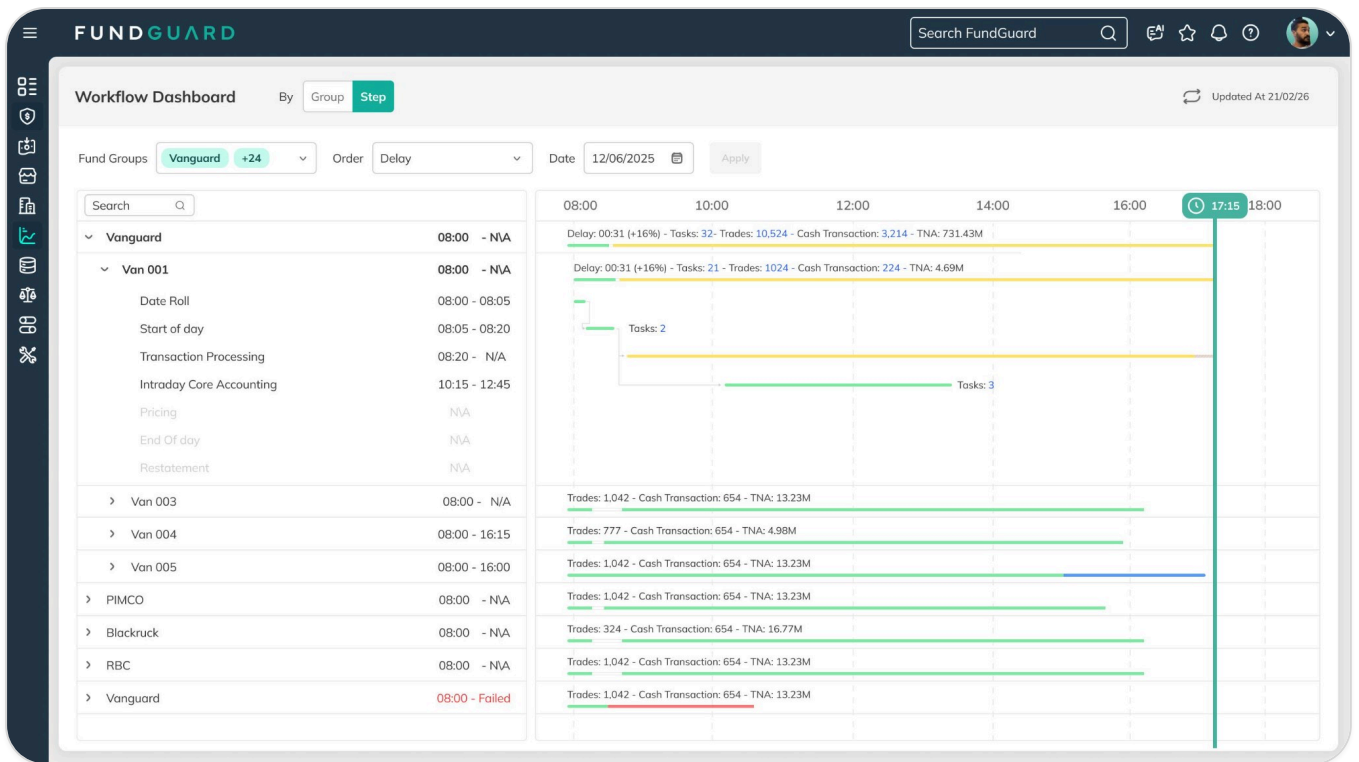 FUNDGUARD
Search FundGuard
AI
Workflow Dashboard By Group Step
Updated At 21/02/26
Fund Groups Vanguard +24 Order Delay Date 12/06/2025 Apply
Search
08:00 10:00 12:00 14:00 16:00 17:15 18:00
Vanguard 08:00 - N\A
Delay: 00:31 (+16%) - Tasks: 32- Trades: 10,524 - Cash Transaction: 3,214 - TNA: 731.43M
Van 001 08:00 - N\A
Delay: 00:31 (+16%) - Tasks: 21 - Trades: 1024 - Cash Transaction: 224 - TNA: 4.69M
Date Roll 08:00 - 08:05
Start of day 08:05 - 08:20 Tasks: 2
Transaction Processing 08:20 - N/A
Intraday Core Accounting 10:15 - 12:45 Tasks: 3
Pricing N\A
End Of day N\A
Restatement N\A
Van 003 08:00 - N/A Trades: 1,042 - Cash Transaction: 654 - TNA: 13.23M
Van 004 08:00 - 16:15 Trades: 777 - Cash Transaction: 654 - TNA: 4.98M
Van 005 08:00 - 16:00 Trades: 1,042 - Cash Transaction: 654 - TNA: 13.23M
PIMCO 08:00 - N\A Trades: 1,042 - Cash Transaction: 654 - TNA: 13.23M
Blackruck 08:00 - N\A Trades: 324 - Cash Transaction: 654 - TNA: 16.77M
RBC 08:00 - N\A Trades: 1,042 - Cash Transaction: 654 - TNA: 13.23M
Vanguard 08:00 - Failed Trades: 1,042 - Cash Transaction: 654 - TNA: 13.23M